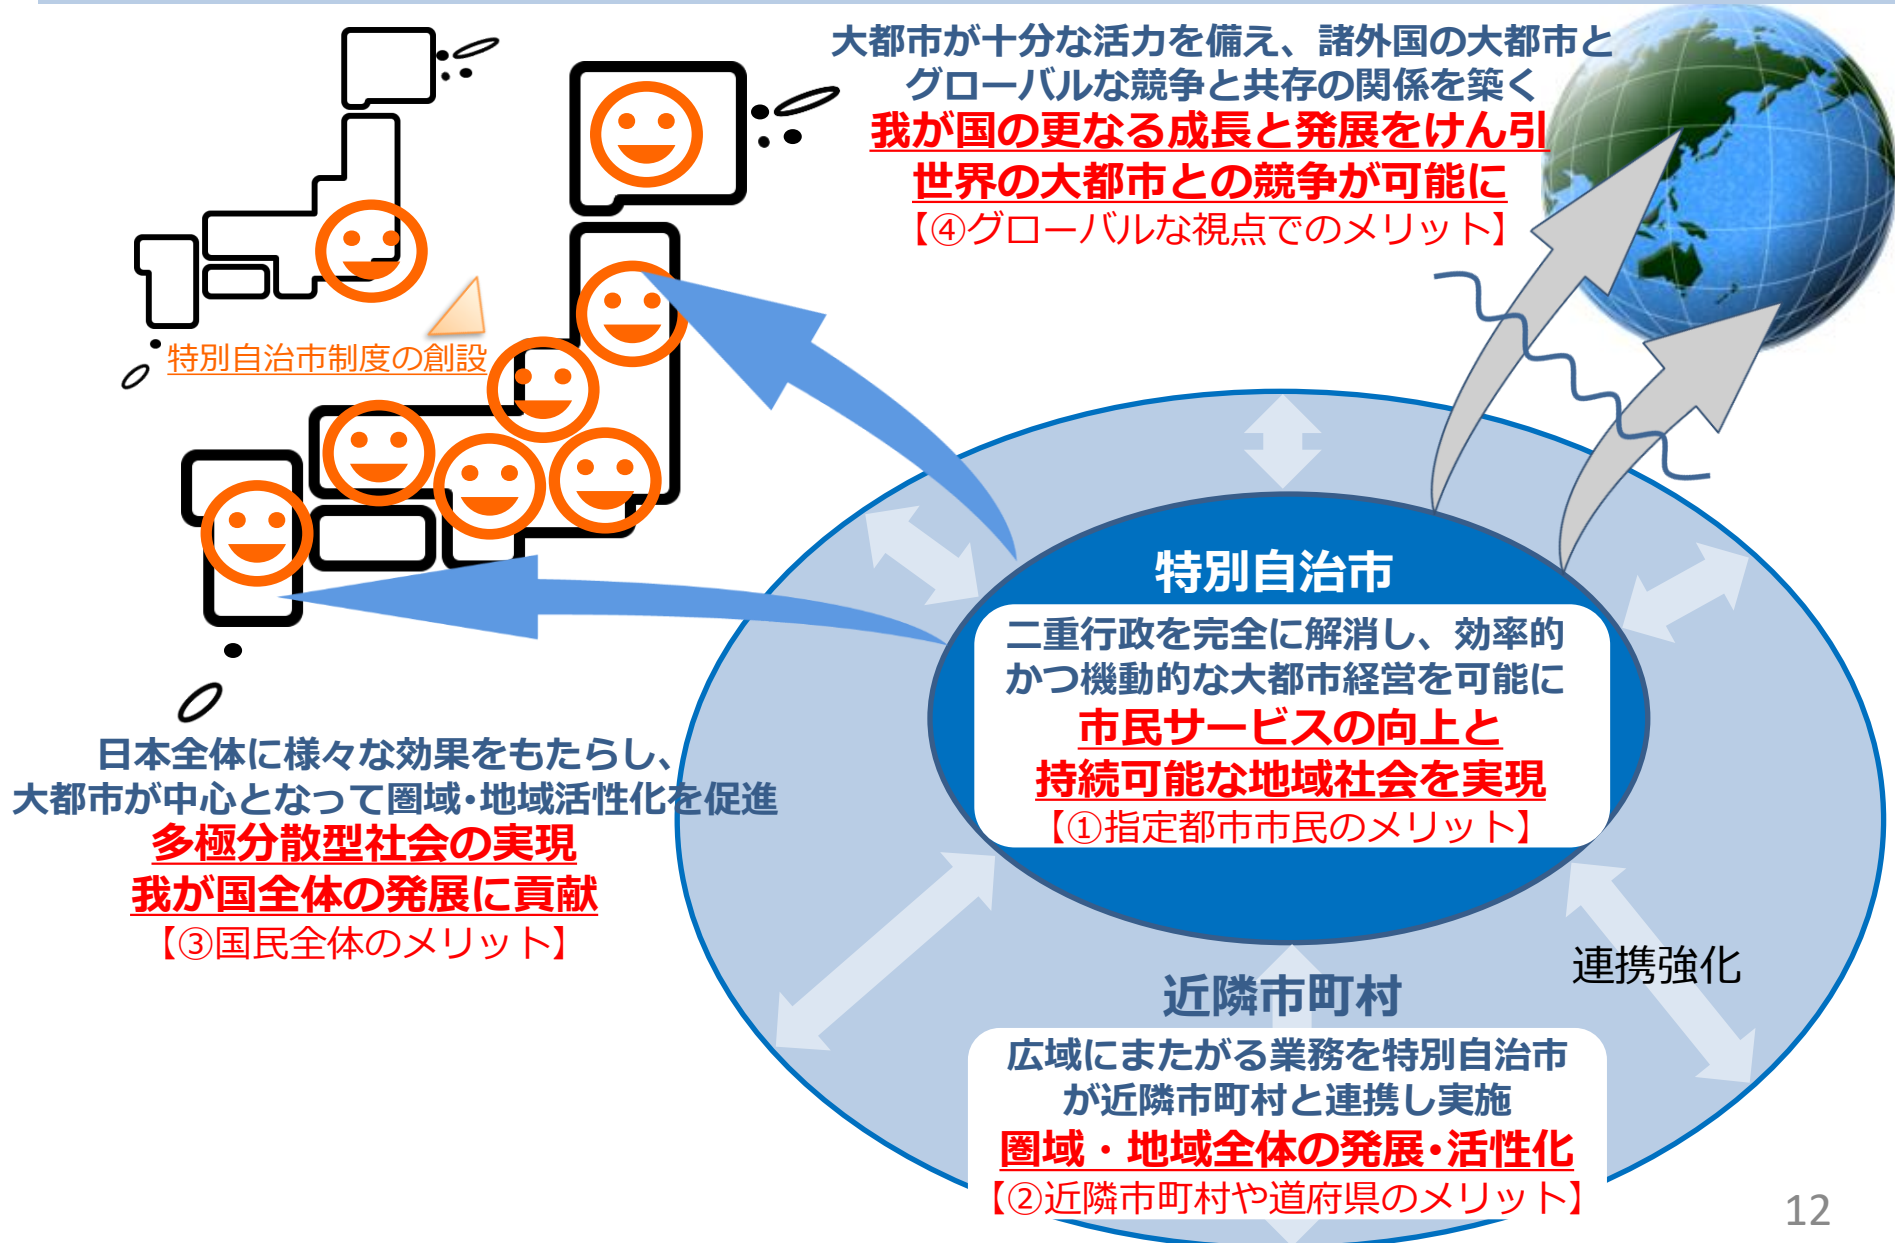 大都市が十分な活力を備え、諸外国の大都市と
グローバルな競争と共存の関係を築く
我が国の更なる成長と発展をけん引
世界の大都市との競争が可能に
【④グローバルな視点でのメリット】
特別自治市制度の創設
特別自治市
二重行政を完全に解消し、効率的
かつ機動的な大都市経営を可能に
市民サービスの向上と
持続可能な地域社会を実現
【①指定都市市民のメリット】
日本全体に様々な効果をもたらし、
大都市が中心となって圏域・地域活性化を促進
多極分散型社会の実現
我が国全体の発展に貢献
【③国民全体のメリット】
連携強化
近隣市町村
広域にまたがる業務を特別自治市
が近隣市町村と連携し実施
圏域・地域全体の発展・活性化
【②近隣市町村や道府県のメリット】
12